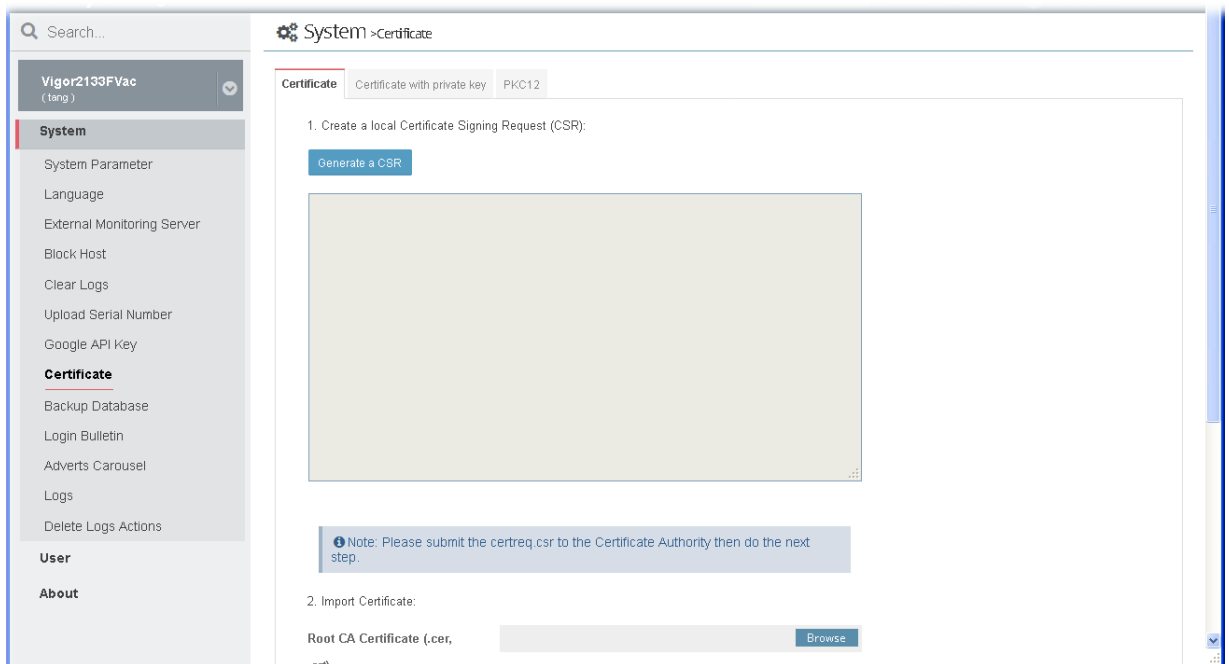 Search...
System >Certificate
Vigor2133FVac
( tang )
System
System Parameter
Language
External Monitoring Server
Block Host
Clear Logs
Upload Serial Number
Google API Key
Certificate
Backup Database
Login Bulletin
Adverts Carousel
Logs
Delete Logs Actions
User
About
Certificate Certificate with private key PKC12
1. Create a local Certificate Signing Request (CSR):
Generate a CSR
Note: Please submit the certreq.csr to the Certificate Authority then do the next
step.
2. Import Certificate:
Root CA Certificate (.cer,
Browse